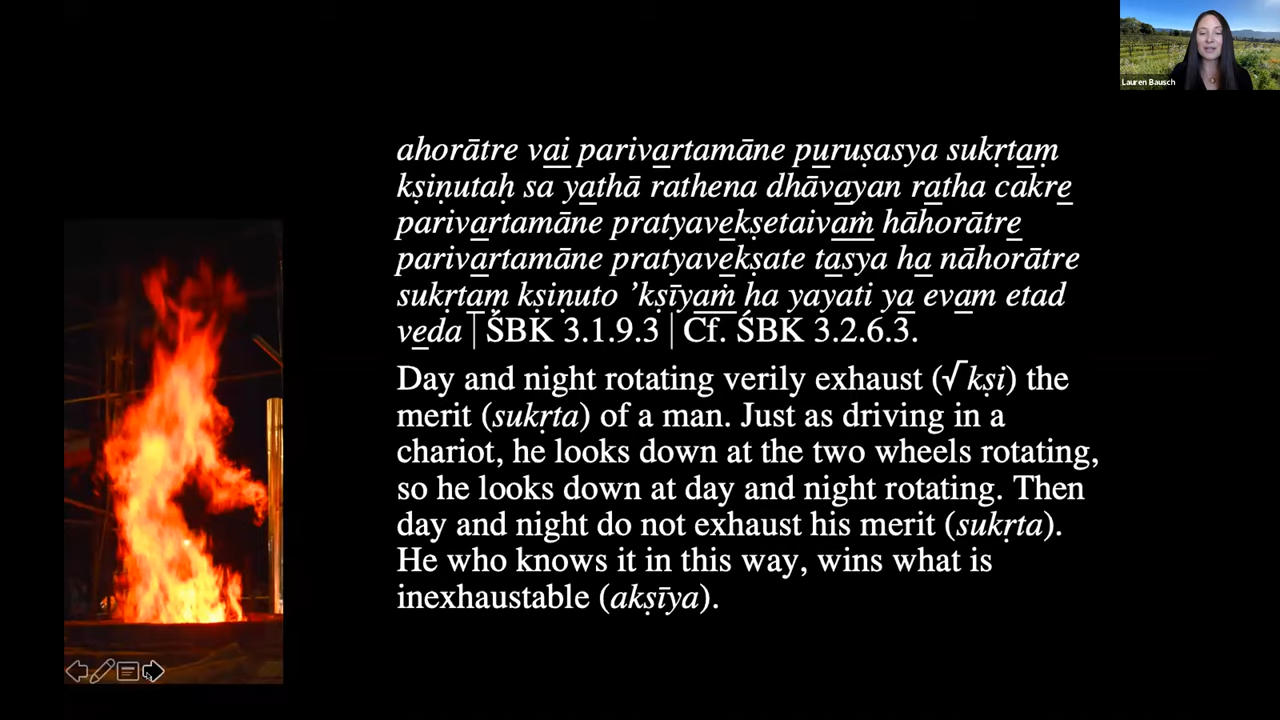 Lauren Bausch
ahorātre vai parivartamāne puruṣasya sukṛtaṃ
kṣiṇutaḥ sa yathā rathena dhāvayan ratha cakre
parivartamāne pratyavekṣetaivaṁ hāhorātre
parivartamāne pratyavekṣate tasya ha nāhorātre
sukṛtaṃ kṣiṇuto ’kṣīyaṁ ha yayati ya evam etad
veda | ŚBK 3.1.9.3 | Cf. ŚBK 3.2.6.3.
Day and night rotating verily exhaust (√kṣi) the
merit (sukṛta) of a man. Just as driving in a
chariot, he looks down at the two wheels rotating,
so he looks down at day and night rotating. Then
day and night do not exhaust his merit (sukṛta).
He who knows it in this way, wins what is
inexhaustable (akṣīya).